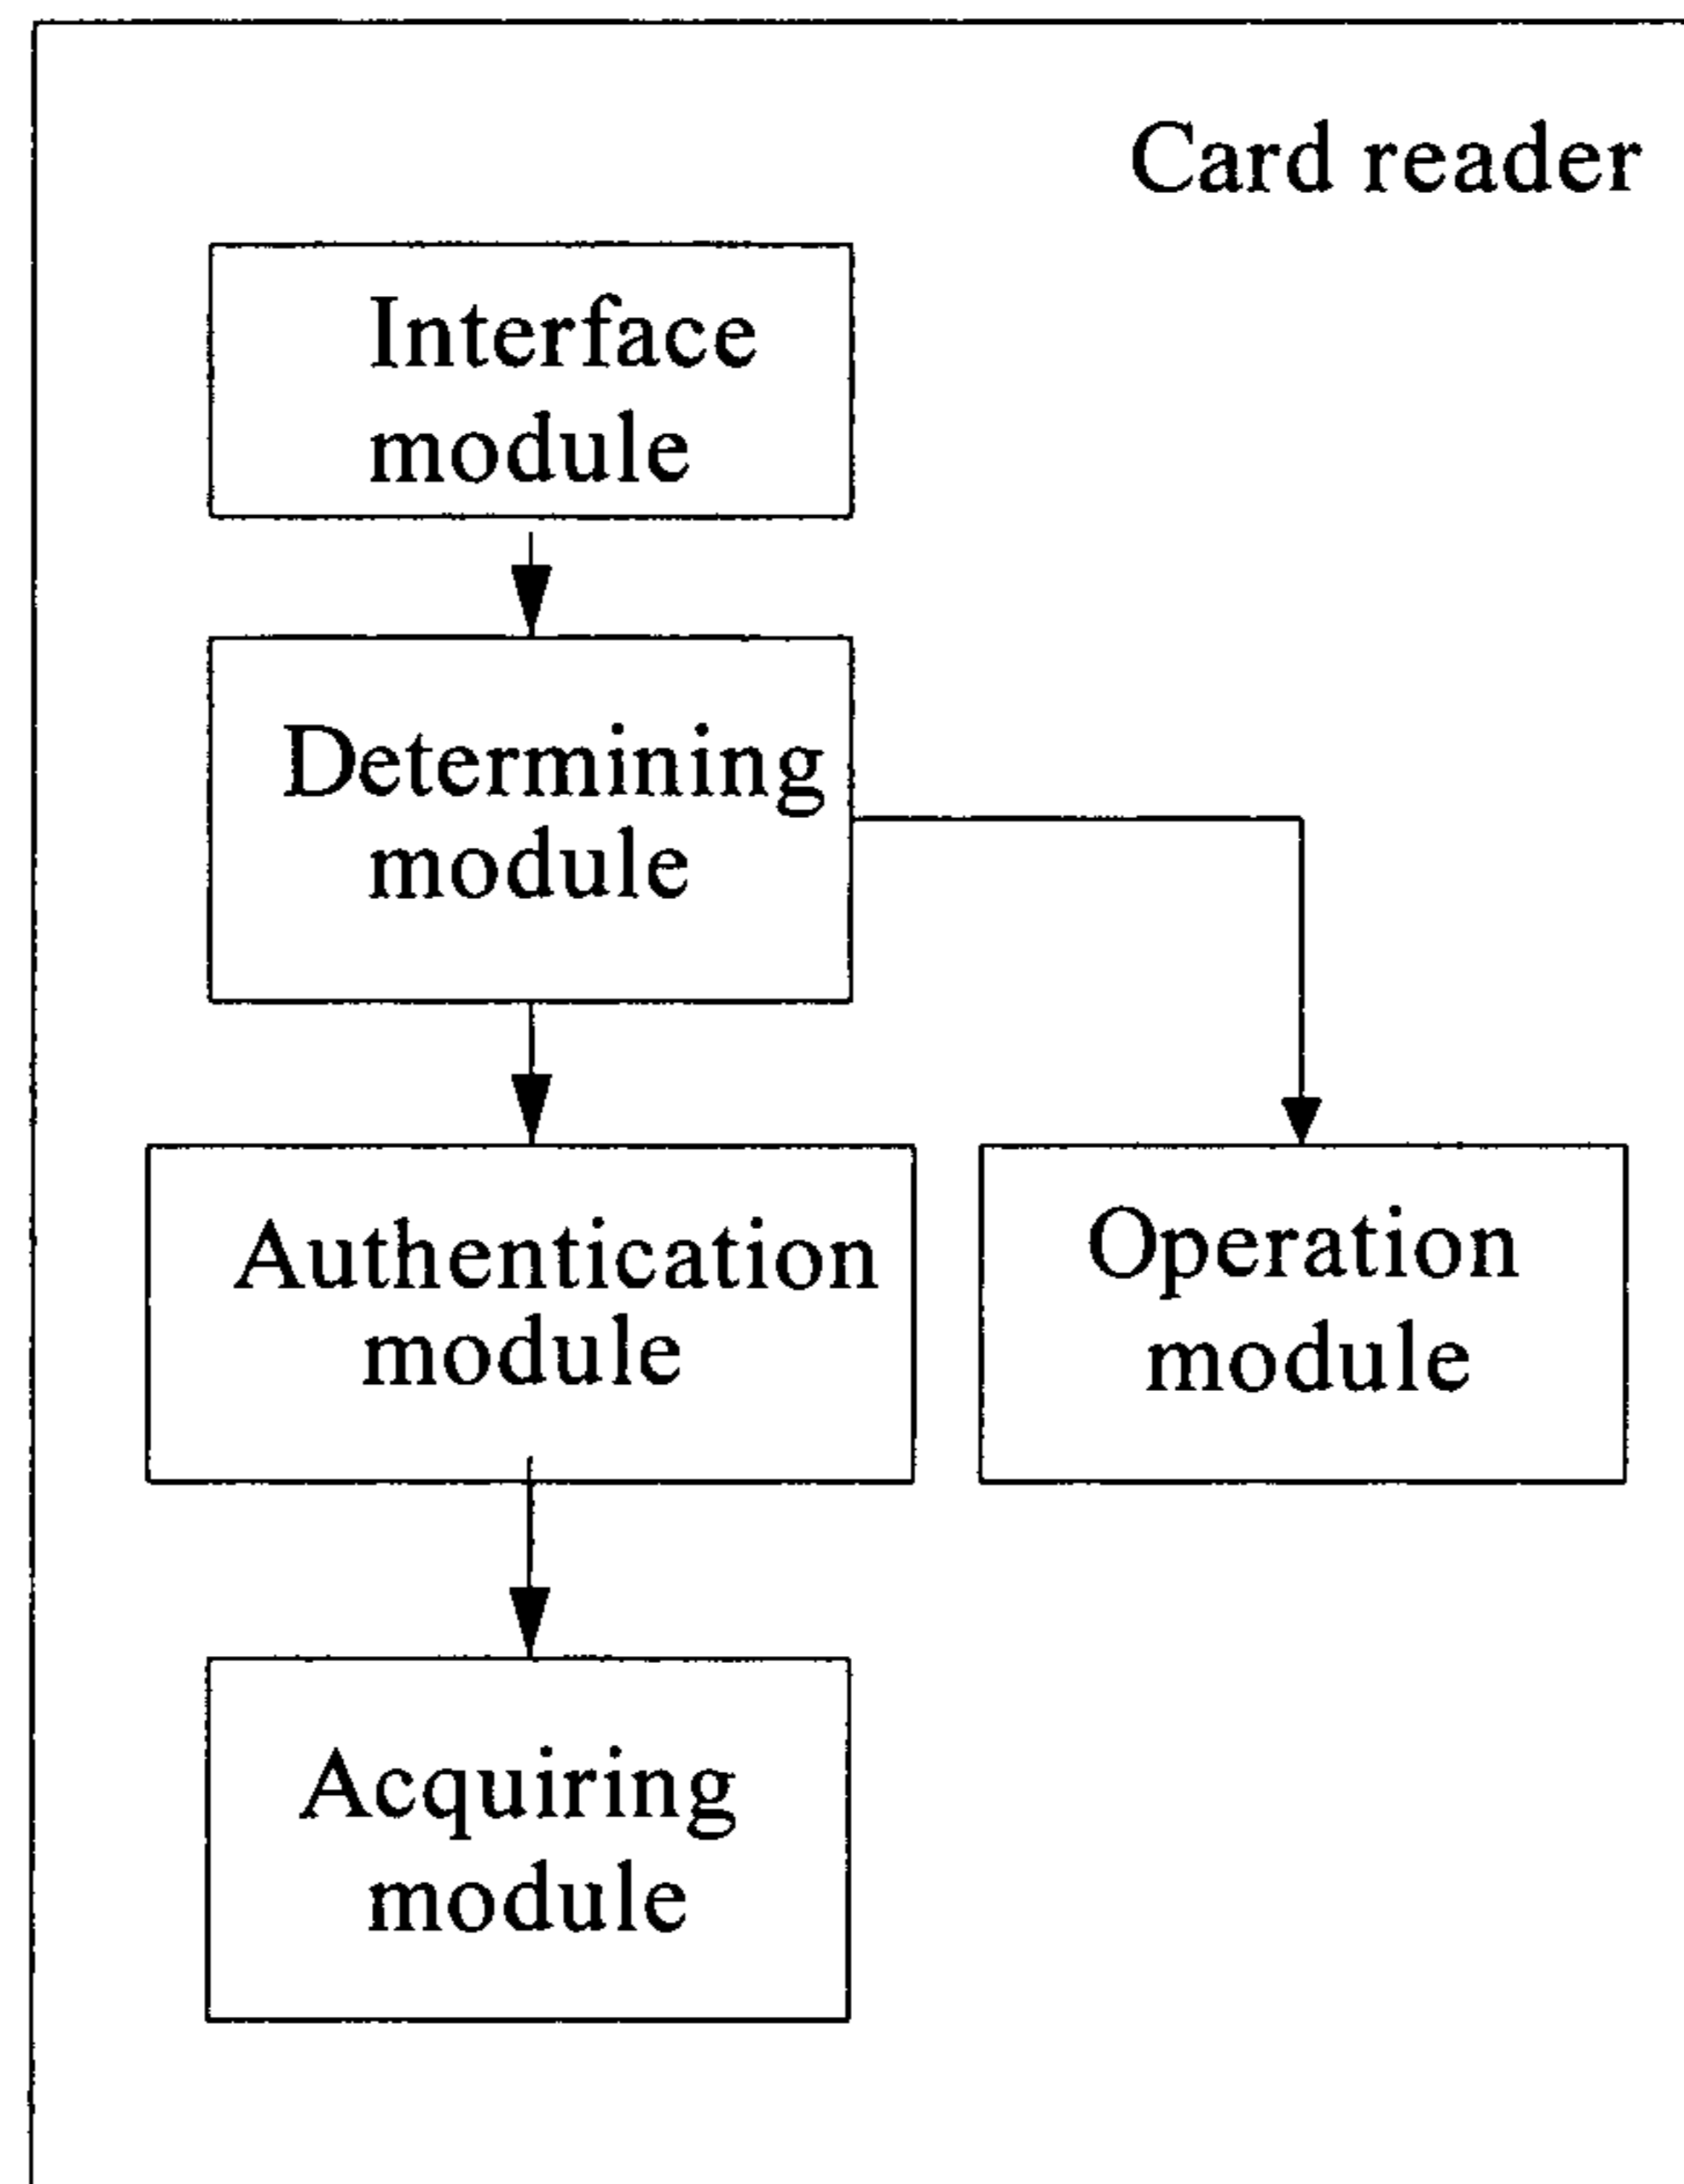 Card reader
Interface
module
Determining
module
Authentication
module
Operation
module
Acquiring
module